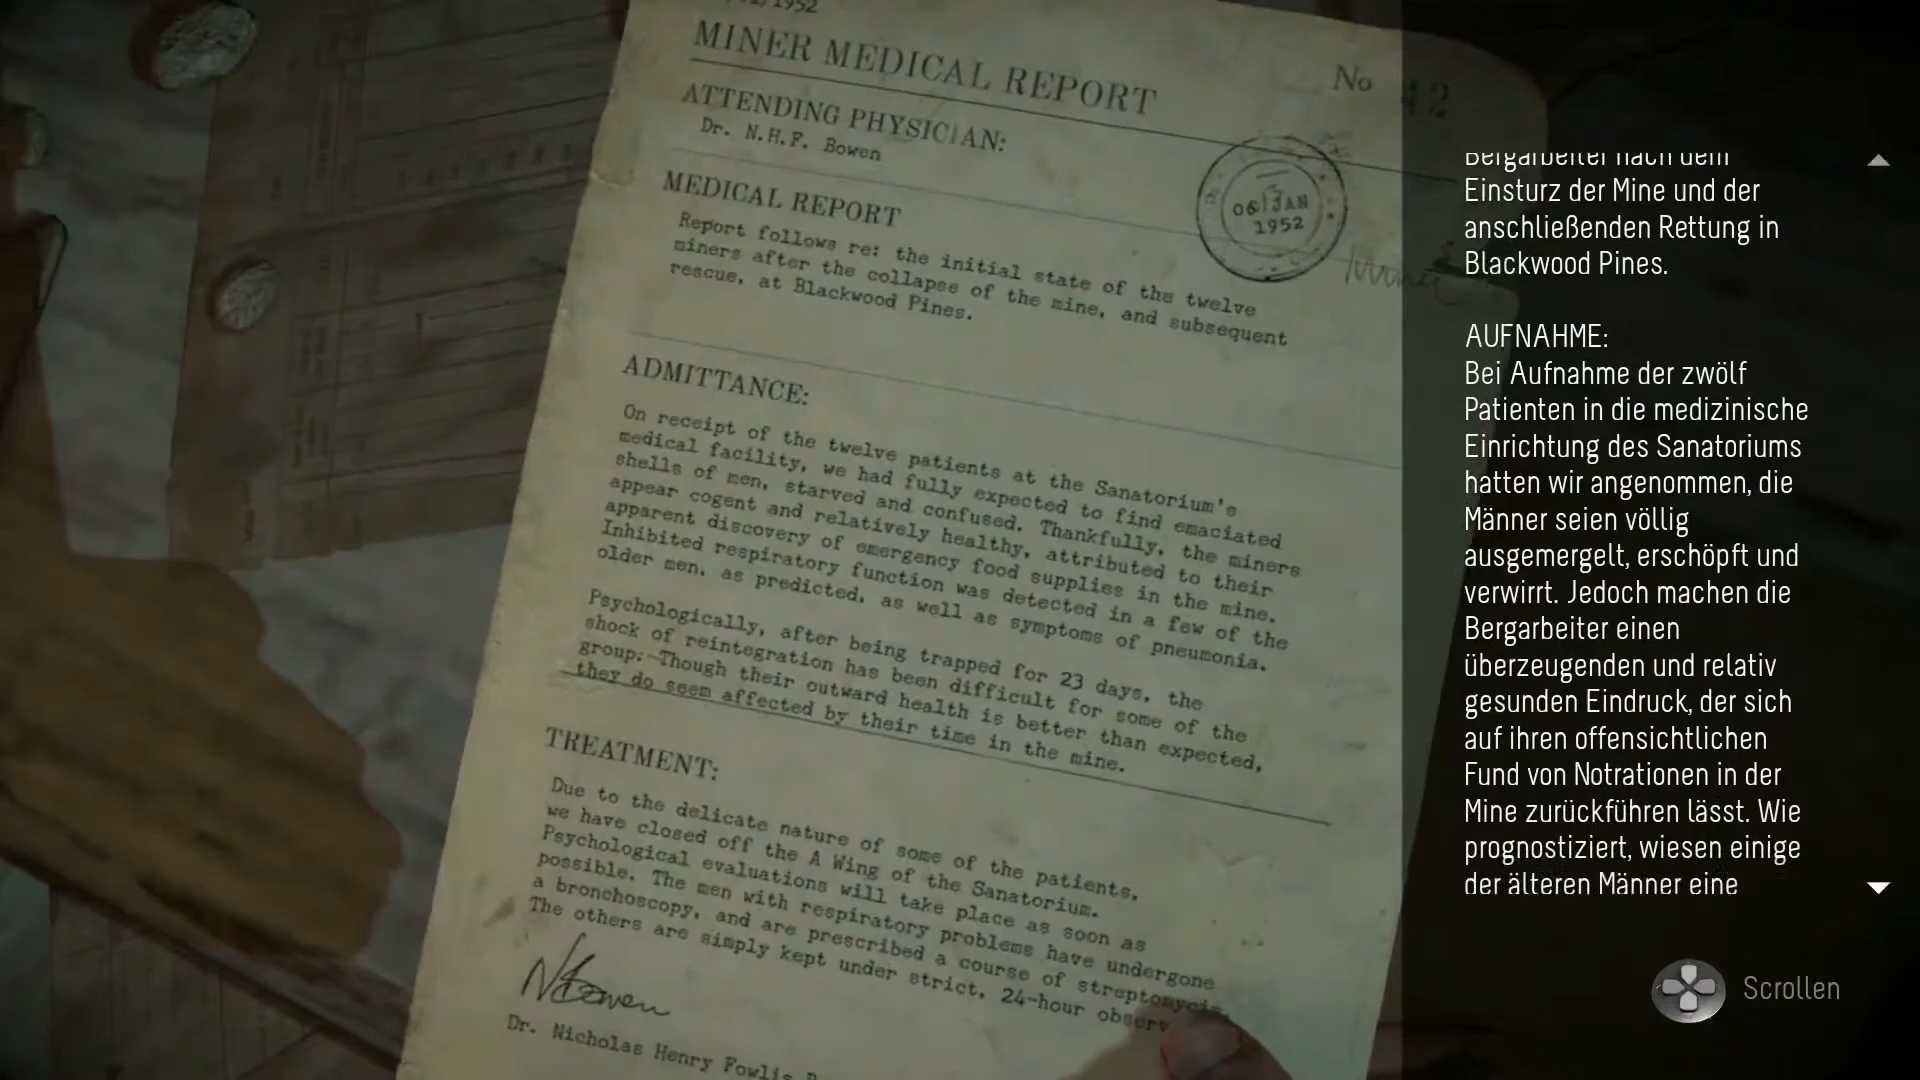 MINER MEDICAL REPORT
No 42
ATTENDING PHYSICIAN:
Dr. N.H.F. Bowen
06 JAN
1952
MEDICAL REPORT
Report follows re: the initial state of the twelve
miners after the collapse of the mine, and subsequent
rescue, at Blackwood Pines.
ADMITTANCE:
On receipt of the twelve patients at the Sanatorium's
medical facility, we had fully expected to find emaciated
shells of men, starved and confused. Thankfully, the miners
appear cogent and relatively healthy, attributed to their
apparent discovery of emergency food supplies in the mine.
Inhibited respiratory function was detected in a few of the
older men, as predicted, as well as symptoms of pneumonia.
Psychologically, after being trapped for 23 days, the
shock of reintegration has been difficult for some of the
group. Though their outward health is better than expected,
they do seem affected by their time in the mine.
TREATMENT:
Due to the delicate nature of some of the patients,
we have closed off the A Wing of the Sanatorium.
Psychological evaluations will take place as soon as
possible. The men with respiratory problems have undergone
a bronchoscopy, and are prescribed a course of streptomycin.
The others are simply kept under strict, 24-hour observ
NBowen
Dr. Nicholas Henry Fowlis
Bergarbeiter nach dem
Einsturz der Mine und der
anschließenden Rettung in
Blackwood Pines.
AUFNAHME:
Bei Aufnahme der zwölf
Patienten in die medizinische
Einrichtung des Sanatoriums
hatten wir angenommen, die
Männer seien völlig
ausgemergelt, erschöpft und
verwirrt. Jedoch machen die
Bergarbeiter einen
überzeugenden und relativ
gesunden Eindruck, der sich
auf ihren offensichtlichen
Fund von Notrationen in der
Mine zurückführen lässt. Wie
prognostiziert, wiesen einige
der älteren Männer eine
Scrollen